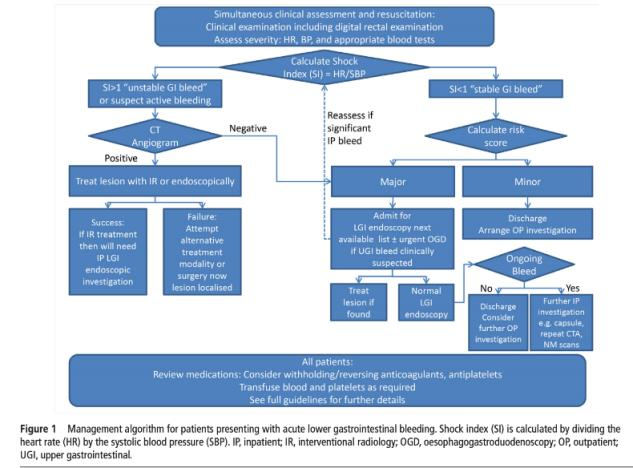 Simultaneous clinical assessment and resuscitation:
Clinical examination including digital rectal examination
Assess severity: HR, BP, and appropriate blood tests
Calculate Shock
Index (SI) = HR/SBP
SI>1 “unstable GI bleed”
or suspect active bleeding
SI<1 “stable GI bleed”
CT
Angiogram
Negative
Positive
Reassess if
significant
IP bleed
Calculate risk
score
Treat lesion with IR or endoscopically
Major
Minor
Success:
If IR treatment
then will need
IP LGI
endoscopic
investigation
Failure:
Attempt
alternative
treatment
modality or
surgery now
lesion localised
Admit for
LGI endoscopy next
available list ± urgent OGD
if UGI bleed clinically
suspected
Discharge
Arrange OP investigation
Treat
lesion if
found
Normal
LGI
endoscopy
Ongoing
Bleed
No
Yes
Discharge
Consider
further OP
investigation
Further IP
investigation
e.g. capsule,
repeat CTA,
NM scans
All patients:
Review medications: Consider withholding/reversing anticoagulants, antiplatelets
Transfuse blood and platelets as required
See full guidelines for further details
Figure 1 Management algorithm for patients presenting with acute lower gastrointestinal bleeding. Shock index (SI) is calculated by dividing the
heart rate (HR) by the systolic blood pressure (SBP). IP, inpatient; IR, interventional radiology; OGD, oesophagogastroduodenoscopy; OP, outpatient;
UGI, upper gastrointestinal.